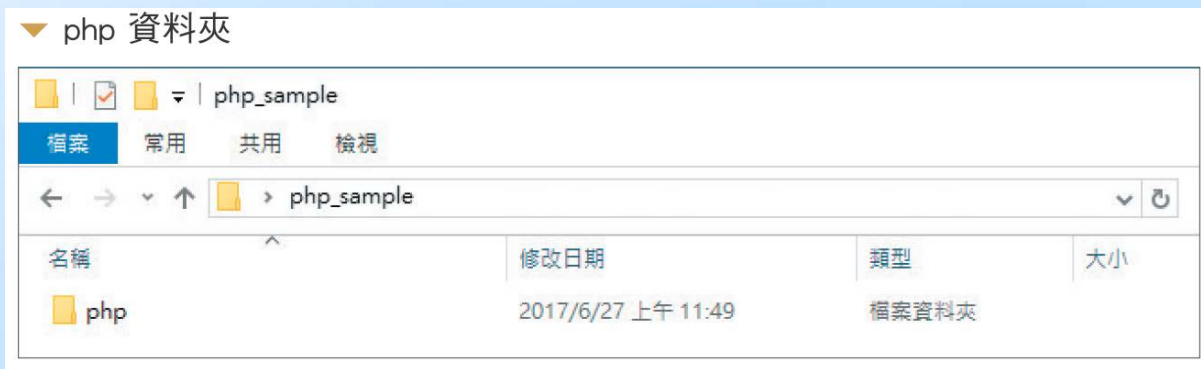 php 資料夾
php_sample
檔案 常用 共用 檢視
php_sample
名稱 修改日期 類型 大小
php 2017/6/27 上午 11:49 檔案資料夾